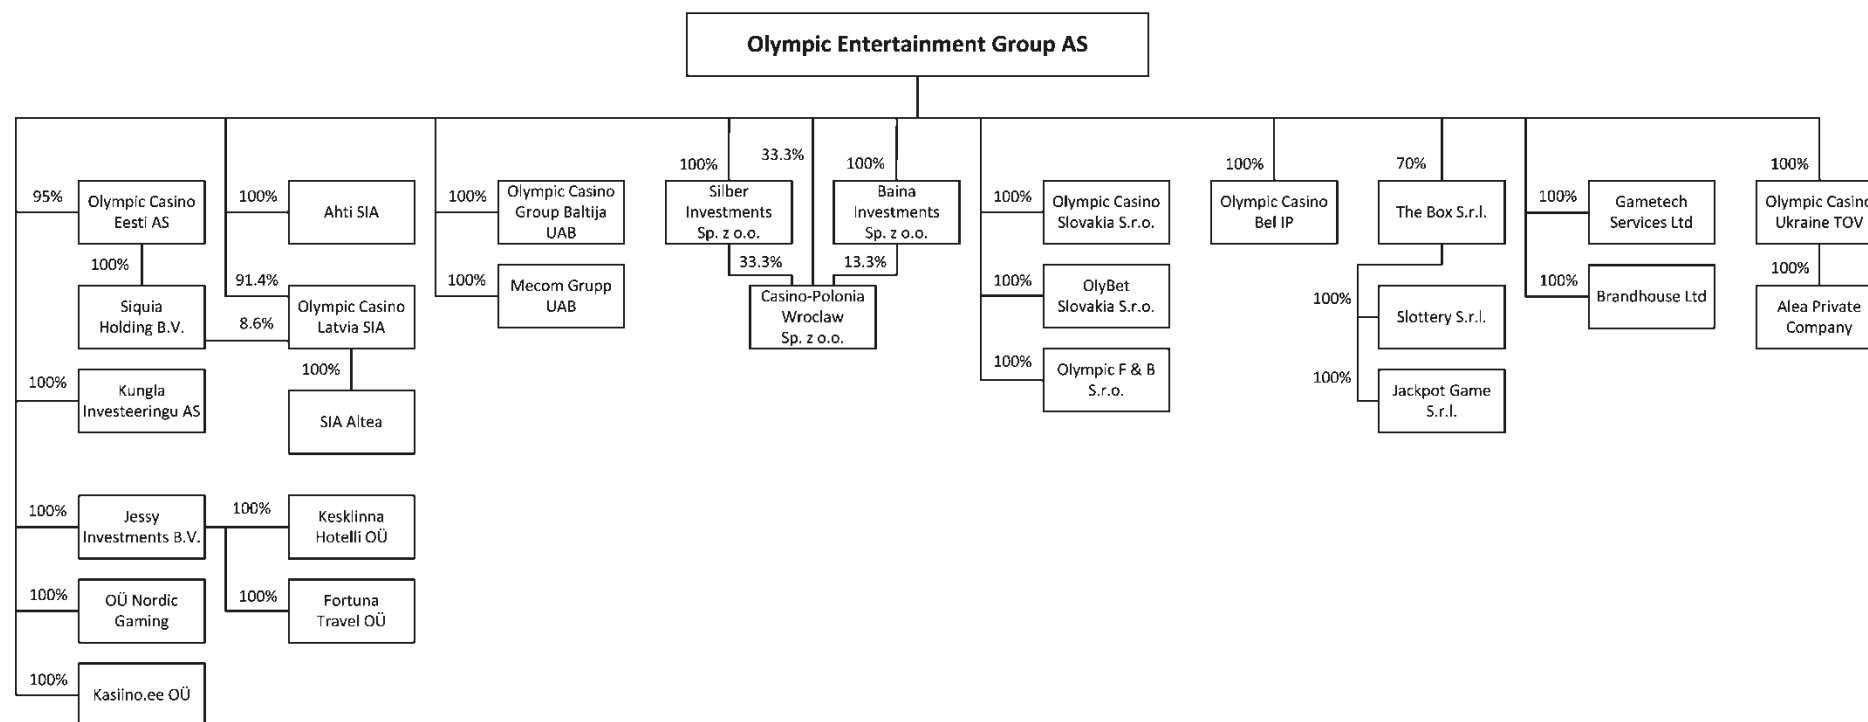 Olympic Entertainment Group AS
100%
33.3%
100%
100%
70%
100%
95%
Olympic Casino
Eesti AS
100%
Ahti SIA
100%
Olympic Casino
Group Baltija
UAB
Silber
Investments
Sp. z o.o.
Baina
Investments
Sp. z o.o.
100%
Olympic Casino
Slovakia S.r.o.
Olympic Casino
Bel IP
The Box S.r.l.
100%
Gametech
Services Ltd
Olympic Casino
Ukraine TOV
100%
91.4%
100%
Mecom Grupp
UAB
33.3%
13.3%
100%
OlyBet
Slovakia S.r.o.
100%
Brandhouse Ltd
100%
Siquia
Holding B.V.
8.6%
Olympic Casino
Latvia SIA
Casino-Polonia
Wroclaw
Sp. z o.o.
100%
Slottery S.r.l.
Alea Private
Company
100%
Kungla
Investeeringu AS
100%
SIA Altea
100%
Olympic F & B
S.r.o.
100%
Jackpot Game
S.r.l.
100%
Jessy
Investments B.V.
100%
Kesklinna
Hotelli OÜ
100%
OÜ Nordic
Gaming
100%
Fortuna
Travel OÜ
100%
Kasiino.ee OÜ